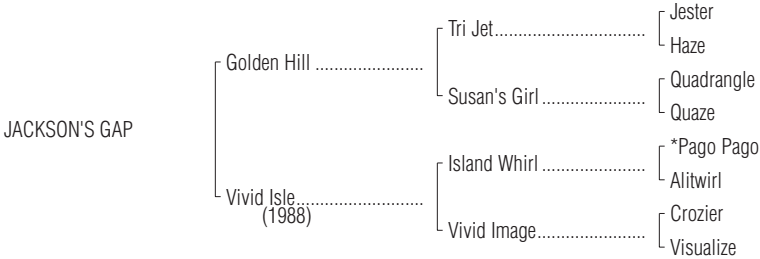 Jester
Tri Jet..............................
Haze
Golden Hill ......................
Quadrangle
Susan's Girl .....................
Quaze
JACKSON'S GAP
*Pago Pago
Island Whirl .....................
Alitwirl
Vivid Isle..........................
(1988)
Crozier
Vivid Image......................
Visualize